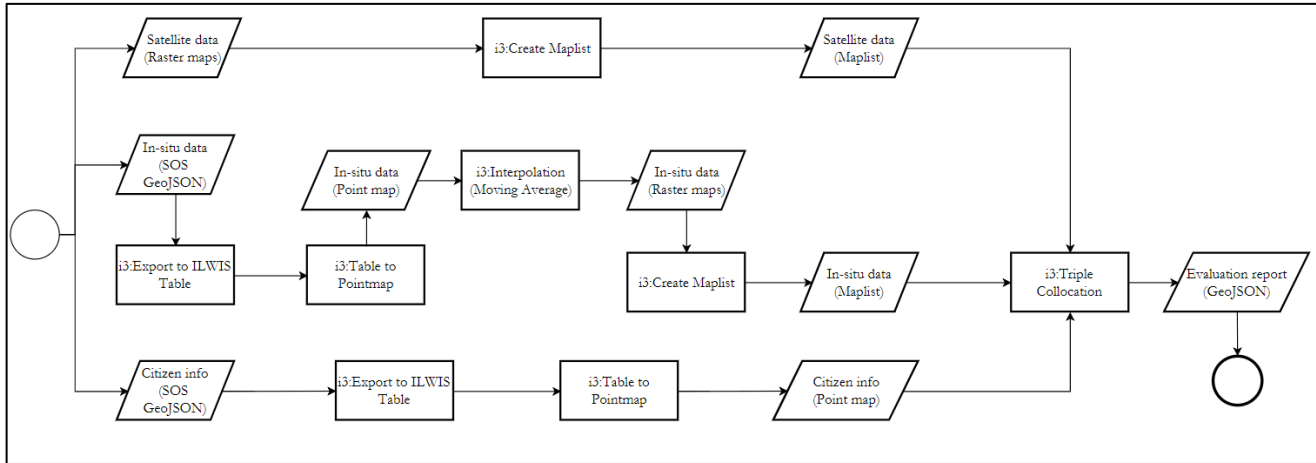 Satellite data
(Raster maps)
i3:Create Maplist
Satellite data
(Maplist)
In-situ data
(SOS
GeoJSON)
In-situ data
(Point map)
i3:Interpolation
(Moving Average)
In-situ data
(Raster maps)
i3:Export to ILWIS
Table
i3:Table to
Pointmap
i3:Create Maplist
In-situ data
(Maplist)
i3:Triple
Collocation
Evaluation report
(GeoJSON)
Citizen info
(SOS
GeoJSON)
i3:Export to ILWIS
Table
i3:Table to
Pointmap
Citizen info
(Point map)